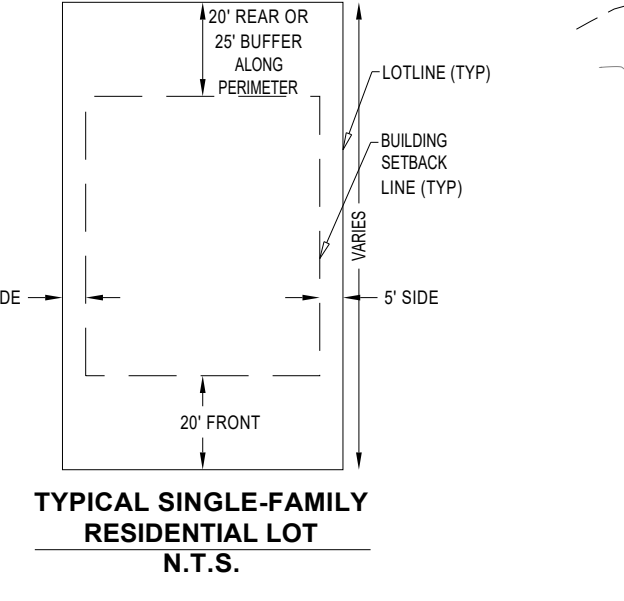 20' REAR OR
25' BUFFER
ALONG
PERIMETER
LOTLINE (TYP)
BUILDING
SETBACK
LINE (TYP)
VARIES
5' SIDE
20' FRONT
TYPICAL SINGLE-FAMILY
RESIDENTIAL LOT
N.T.S.